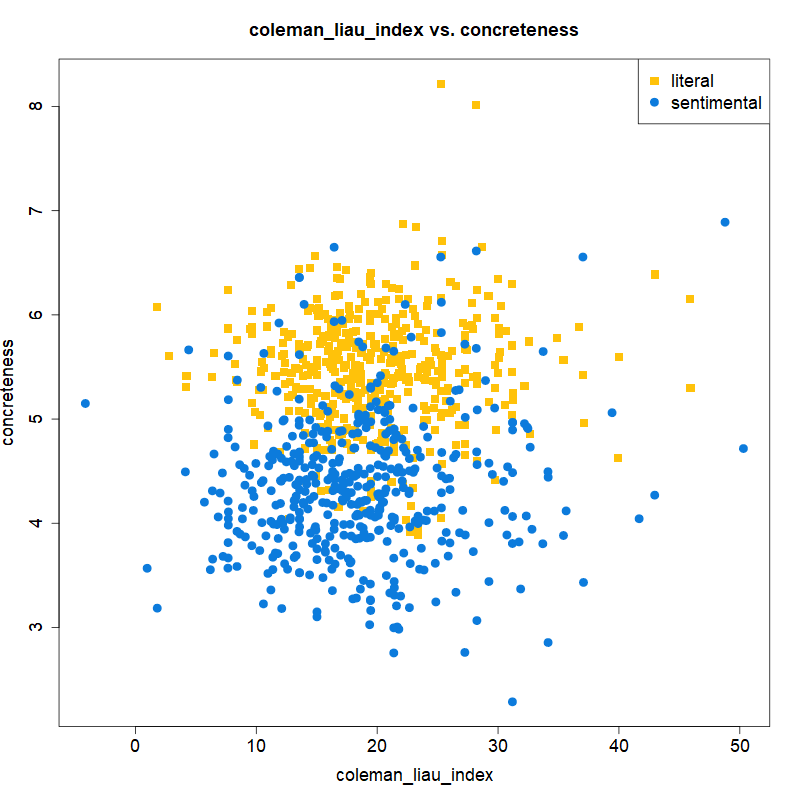 coleman_liau_index vs. concreteness
literal
sentimental
8
7
6
5
4
3
concreteness
0 10 20 30 40 50
coleman_liau_index